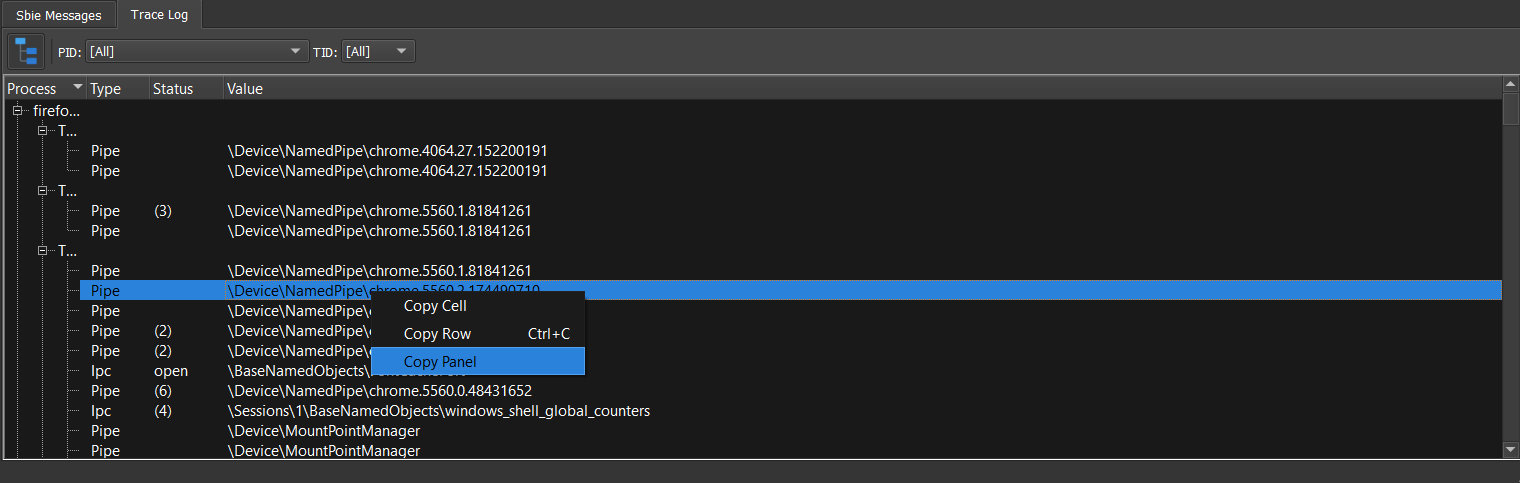 Sbie Messages Trace Log
PID: [All] TID: [All]
Process Type Status Value
firefo...
T...
Pipe \Device\NamedPipe\chrome.4064.27.152200191
Pipe \Device\NamedPipe\chrome.4064.27.152200191
T...
Pipe (3) \Device\NamedPipe\chrome.5560.1.81841261
Pipe \Device\NamedPipe\chrome.5560.1.81841261
T...
Pipe \Device\NamedPipe\chrome.5560.1.81841261
Pipe \Device\NamedPipe\chrome.5560.2.174490710
Copy Cell
Pipe \Device\NamedPipe\c
Copy Row Ctrl+C
Pipe (2) \Device\NamedPipe\c
Pipe (2) \Device\NamedPipe\c
Copy Panel
Ipc open \BaseNamedObjects\
Pipe (6) \Device\NamedPipe\chrome.5560.0.48431652
Ipc (4) \Sessions\1\BaseNamedObjects\windows_shell_global_counters
Pipe \Device\MountPointManager
Pipe \Device\MountPointManager